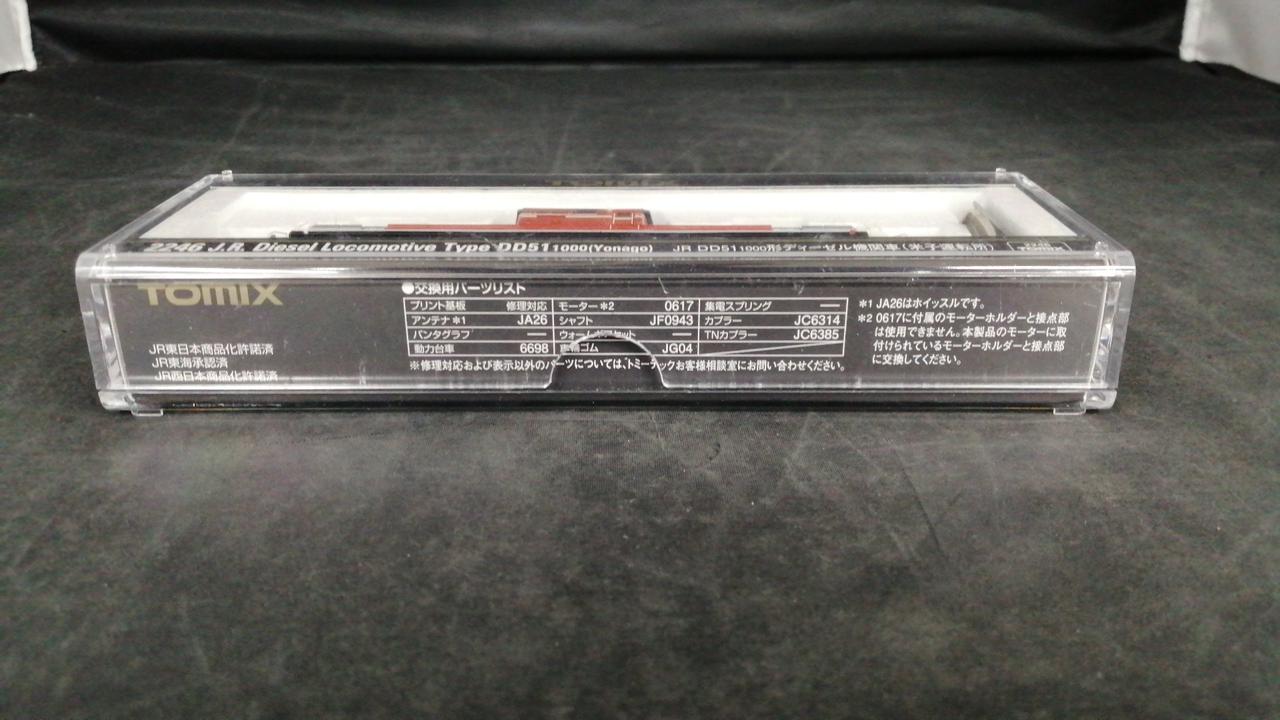 2246 J.R. Diesel Locomotive Type DD51 1000(Yonago) JR DD51 1000形ディーゼル機関車(米子運転所)
TOMIX
JR東日本商品化許諾済
JR東海承認済
JR西日本商品化許諾済
●交換用パーツリスト
プリント基板 修理対応 モーター*2 0617 集電スプリング —
アンテナ*1 JA26 シャフト JF0943 カプラー JC6314
パンタグラフ — — TNカプラー JC6385
動力台車 6698 車輪ゴム JG04
※修理対応および表示以外のパーツについては、トミーテックお客様相談室にお問い合わせください。
*1 JA26はホイッスルです。
*2 0617に付属のモーターホルダーと接点部
は使用できません。本製品のモーターに取
付けられているモーターホルダーと接点部
に交換してください。